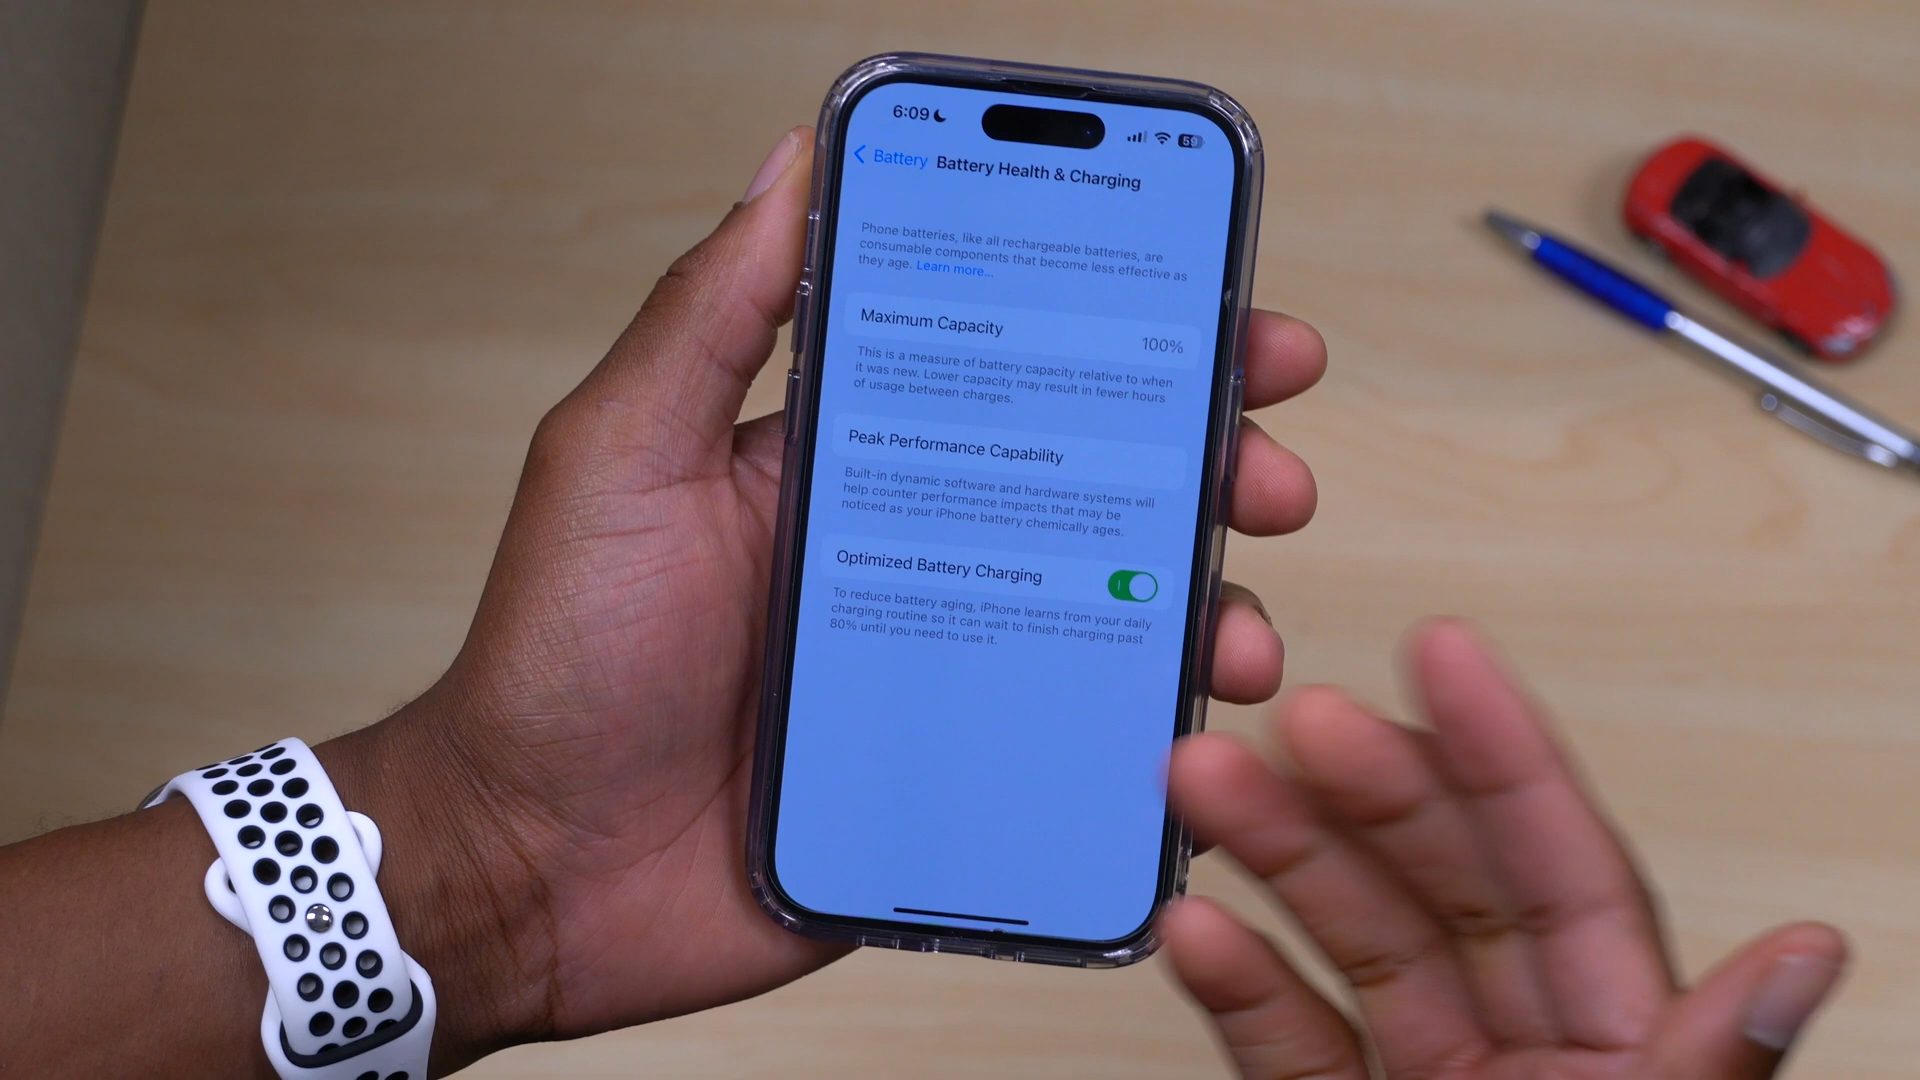 6:09
59
Battery Battery Health & Charging
Phone batteries, like all rechargeable batteries, are
consumable components that become less effective as
they age. Learn more...
Maximum Capacity 100%
This is a measure of battery capacity relative to when
it was new. Lower capacity may result in fewer hours
of usage between charges.
Peak Performance Capability
Built-in dynamic software and hardware systems will
help counter performance impacts that may be
noticed as your iPhone battery chemically ages.
Optimized Battery Charging
To reduce battery aging, iPhone learns from your daily
charging routine so it can wait to finish charging past
80% until you need to use it.